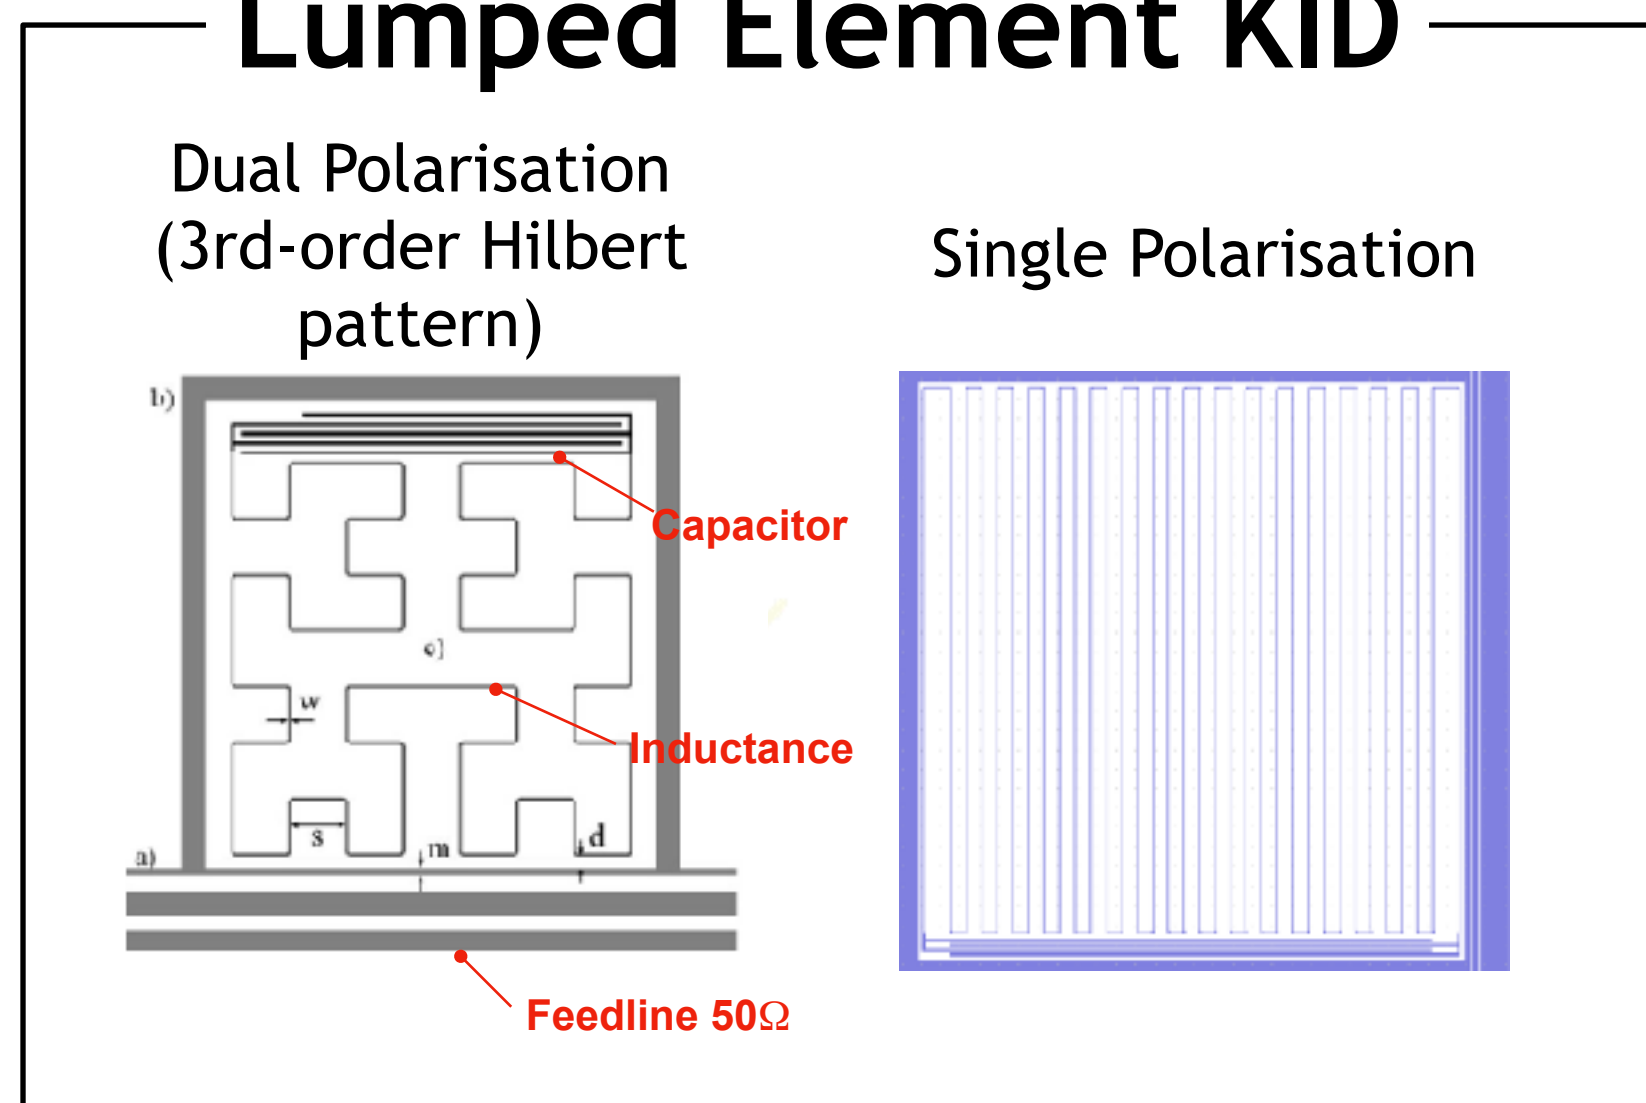 Lumped Element KID
Dual Polarisation
(3rd-order Hilbert
pattern)
Single Polarisation
b)
Capacitor
c)
w
Inductance
s
m
d
a)
Feedline 50Ω